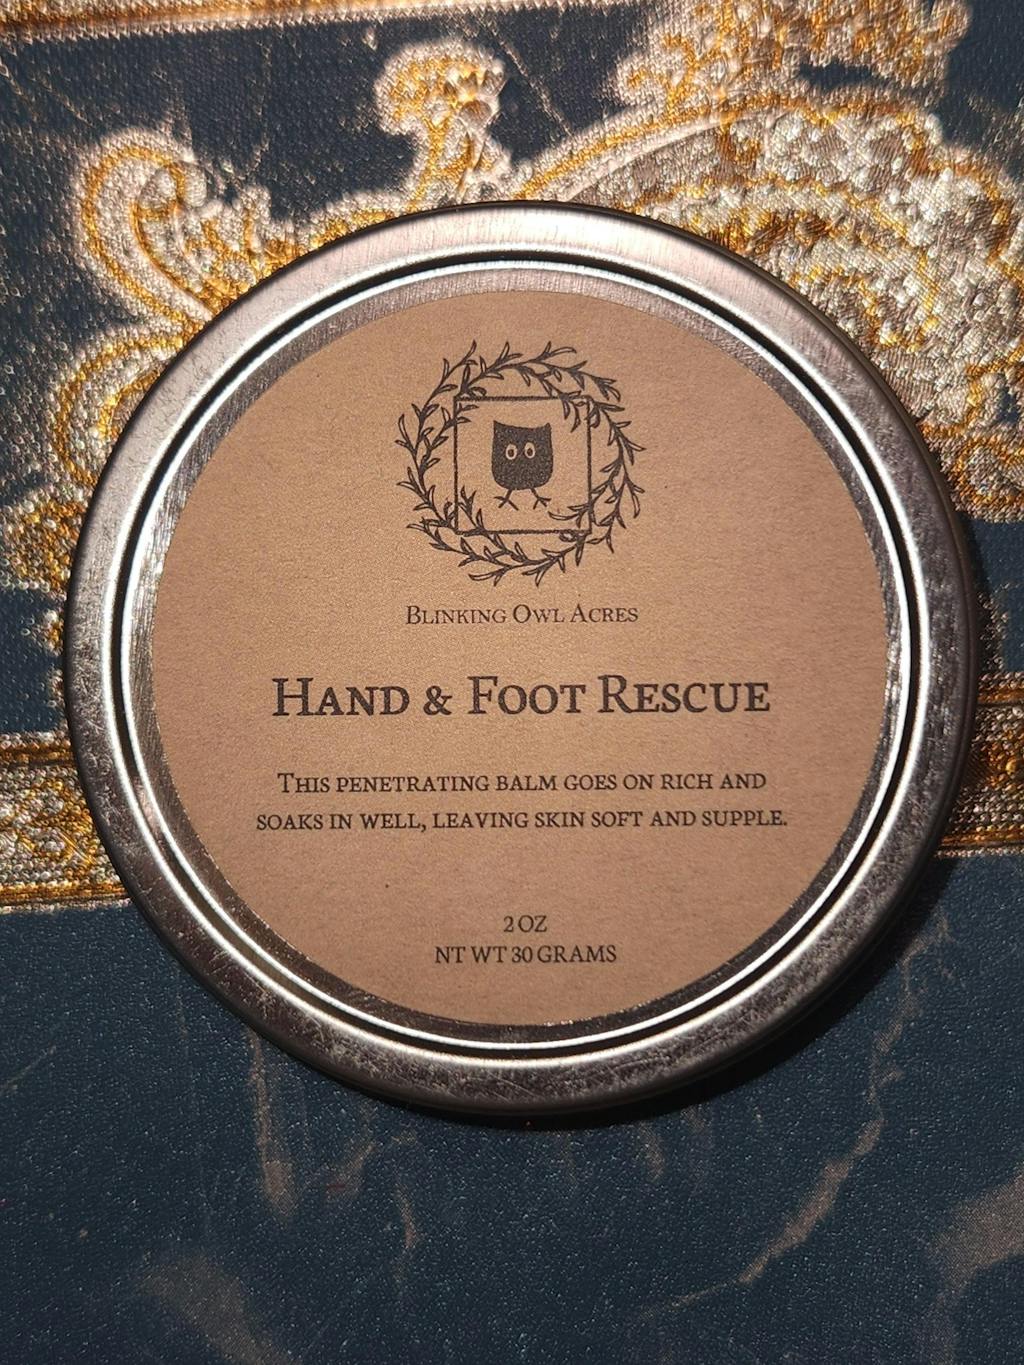 Blinking Owl Acres
Hand & Foot Rescue
This penetrating balm goes on rich and
soaks in well, leaving skin soft and supple.
2 oz
nt wt 30 grams